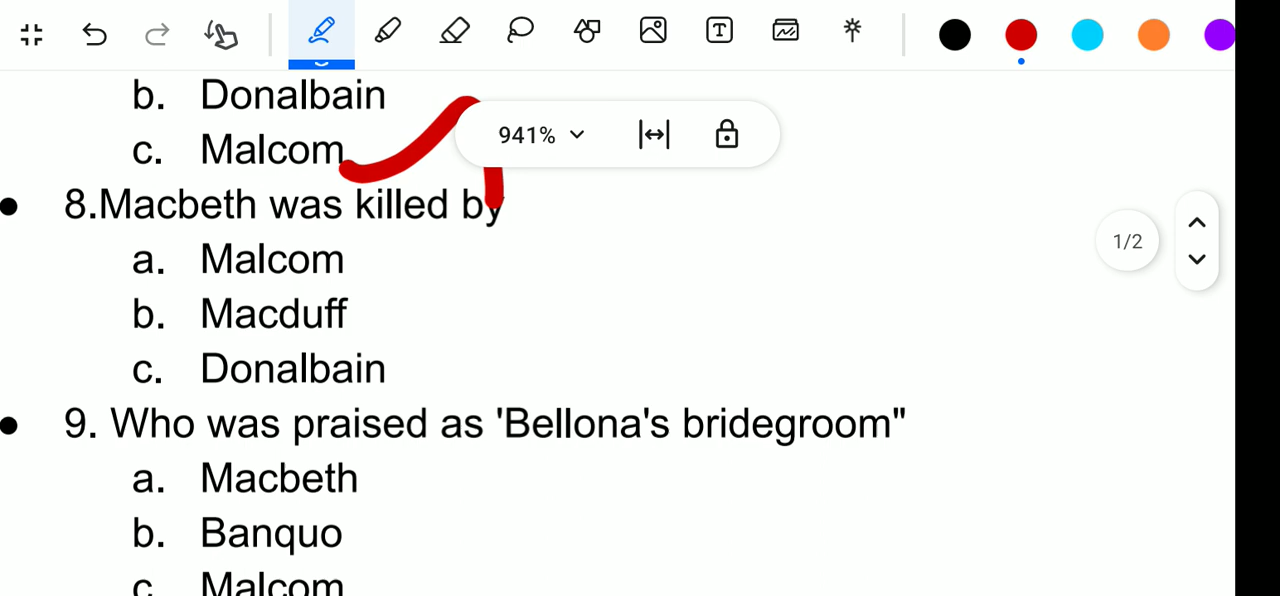 b. Donalbain
941%
c. Malcom
8.Macbeth was killed by
1/2
a. Malcom
b. Macduff
c. Donalbain
9. Who was praised as 'Bellona's bridegroom"
a. Macbeth
b. Banquo
c. Malcom